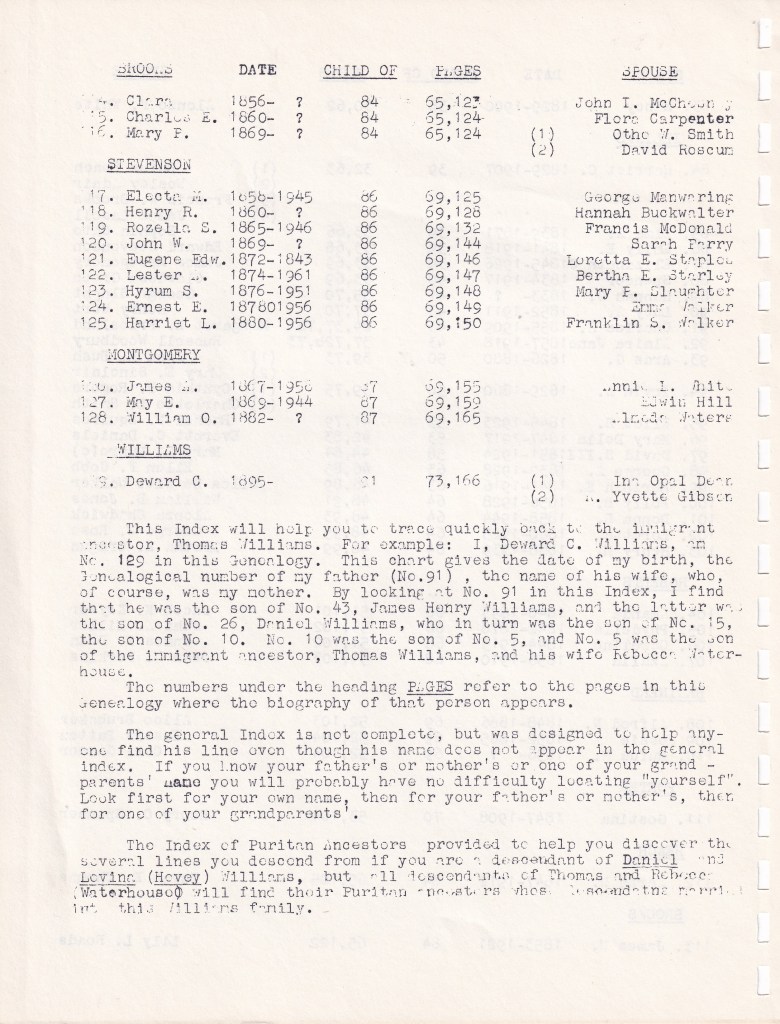 BROOKS DATE CHILD OF PAGES SPOUSE
Clara 1856- ? 84 65,123 John I.
Charles E. 1860- ? 84 65,124 Flora Carpenter
Mary P. 1869- ? 84 65,124 (1) Otho W. Smith
(2) David Roscum
STEVENSON
Electa M. 1858-1945 86 69,125 George Manwaring
118. Henry R. 1860- ? 86 69,128 Hannah Buckwalter
119. Rozella S. 1865-1946 86 69,132 Francis McDonald
120. John W. 1869- ? 86 69,144 Sarah Parry
121. Eugene Edw. 1872-1843 86 69,146 Loretta E. Staples
122. Lester 1874-1961 86 69,147 Bertha E. Starley
123. Hyrum S. 1876-1951 86 69,148 Mary P. Slaughter
124. Ernest E. 187801956 86 69,149 Emma Walker
125. Harriet L. 1880-1956 86 69,150 Franklin S. Walker
MONTGOMERY
James 1867-1958 87 69,155 Annie L. White
127. May E. 1869-1944 87 69,159 Edwin Hill
128. William O. 1882- ? 87 69,165 Almeda Waters
WILLIAMS
Deward C. 1895- 91 73,166 (1) Ina Opal Dean
(2) Yvette Gibson
This Index will help you to trace quickly back to the immigrant
ancestor, Thomas Williams. For example: I, Deward C. Williams, am
No. 129 in this Genealogy. This chart gives the date of my birth, the
Genealogical number of my father (No.91) , the name of his wife, who,
of course, was my mother. By looking at No. 91 in this Index, I find
that he was the son of No. 43, James Henry Williams, and the latter was
the son of No. 26, Daniel Williams, who in turn was the son of No. 15,
the son of No. 10. No. 10 was the son of No. 5, and No. 5 was the son
of the immigrant ancestor, Thomas Williams, and his wife Rebecca Water-
house.
The numbers under the heading PAGES refer to the pages in this
Genealogy where the biography of that person appears.
The general Index is not complete, but was designed to help any-
one find his line even though his name does not appear in the general
index. If you know your father's or mother's or one of your grand -
parents' name you will probably have no difficulty locating "yourself".
Look first for your own name, then for your father's or mother's, then
for one of your grandparents'.
The Index of Puritan Ancestors provided to help you discover the
several lines you descend from if you are a descendant of Daniel and
Lovina (Hovey) Williams, but all descendants of Thomas and Rebecca
(Waterhouse) will find their Puritan ancestors whose descendatns married
into this Williams family.